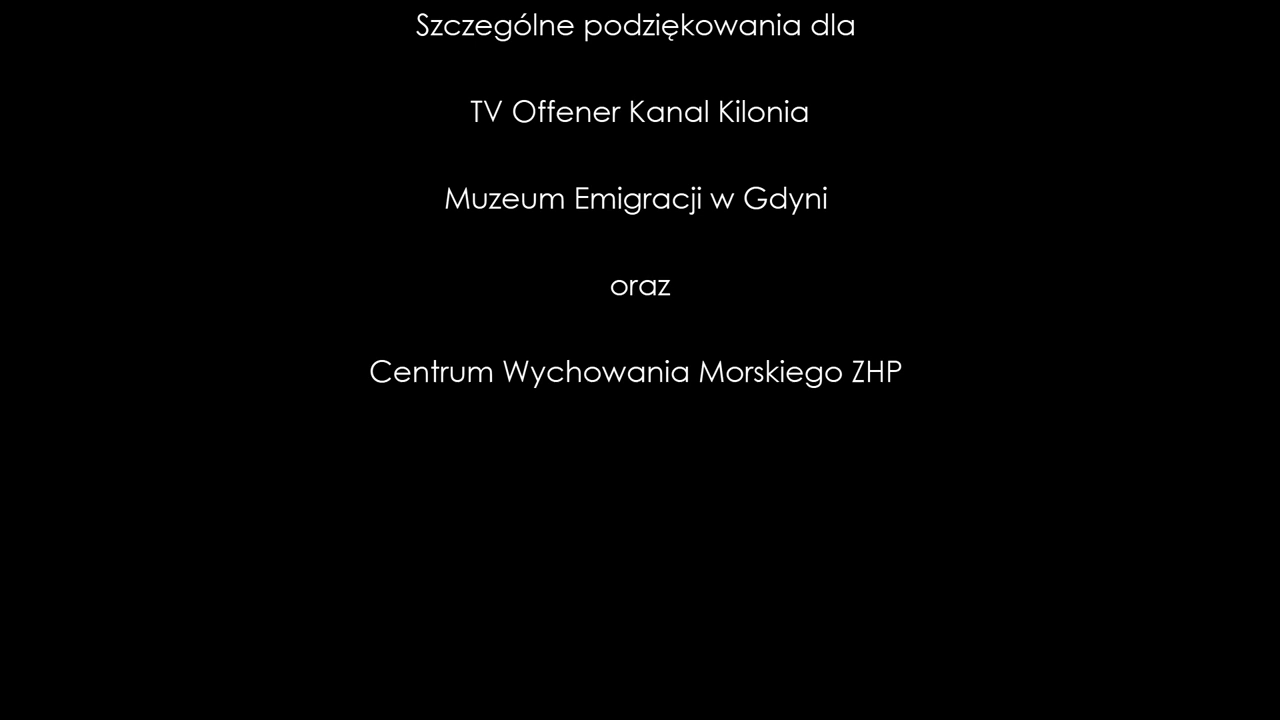 Szczególne podziękowania dla
TV Offener Kanal Kilonia
Muzeum Emigracji w Gdyni
oraz
Centrum Wychowania Morskiego ZHP